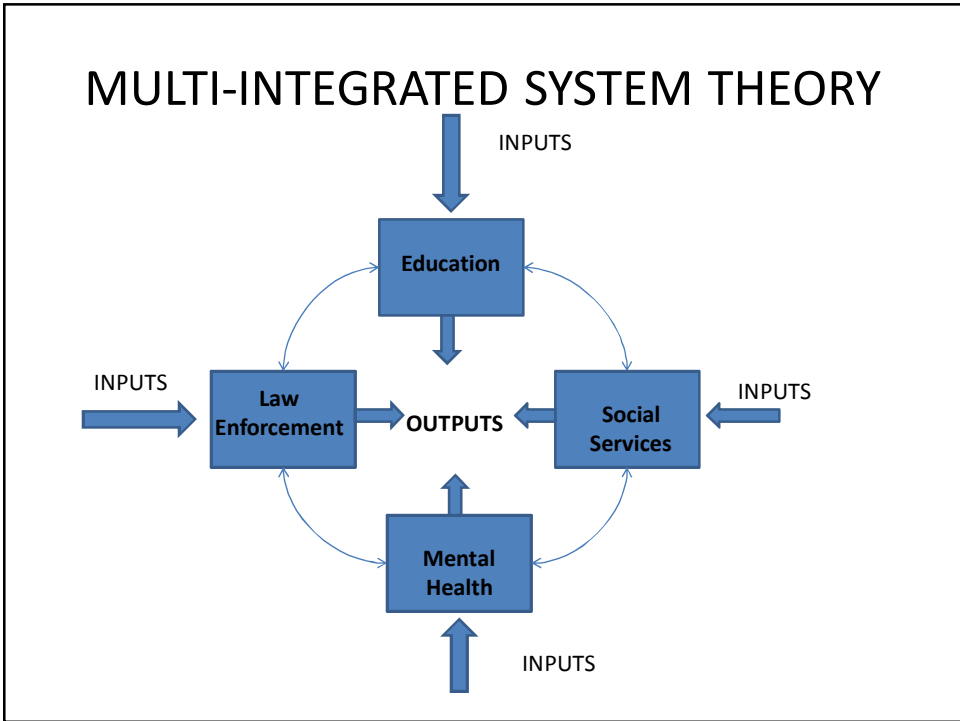 MULTI-INTEGRATED SYSTEM THEORY
INPUTS
Education
INPUTS
Law
Enforcement
OUTPUTS
Social
Services
INPUTS
Mental
Health
INPUTS